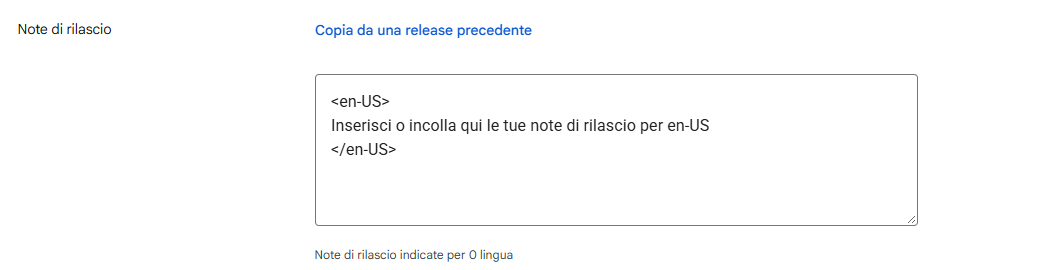 Note di rilascio
Copia da una release precedente
<en-US>
Inserisci o incolla qui le tue note di rilascio per en-US
</en-US>
Note di rilascio indicate per 0 lingua